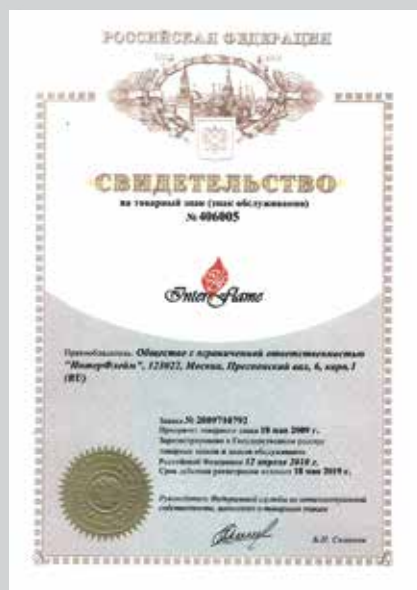 РОССИЙСКАЯ ФЕДЕРАЦИЯ
СВИДЕТЕЛЬСТВО
на товарный знак (знак обслуживания)
№ 406005
InterFlame
Правообладатель: Общество с ограниченной ответственностью
"ИнтерФлейм", 123022, Москва, Пресненский вал, 6, корп.1
(RU)
Заявка № 2009710792
Приоритет товарного знака 18 мая 2009 г.
Зарегистрировано в Государственном реестре
товарных знаков и знаков обслуживания
Российской Федерации 12 апреля 2010 г.
Срок действия регистрации истекает 18 мая 2019 г.
Руководитель Федеральной службы по интеллектуальной
собственности, патентам и товарным знакам
Б.П. Симонов